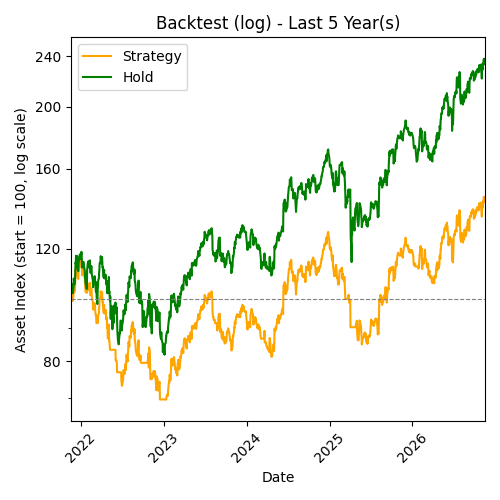 Backtest (log) - Last 5 Year(s)
Strategy
Hold
Asset Index (start = 100, log scale)
240
200
160
120
80
2022
2023
2024
2025
2026
Date